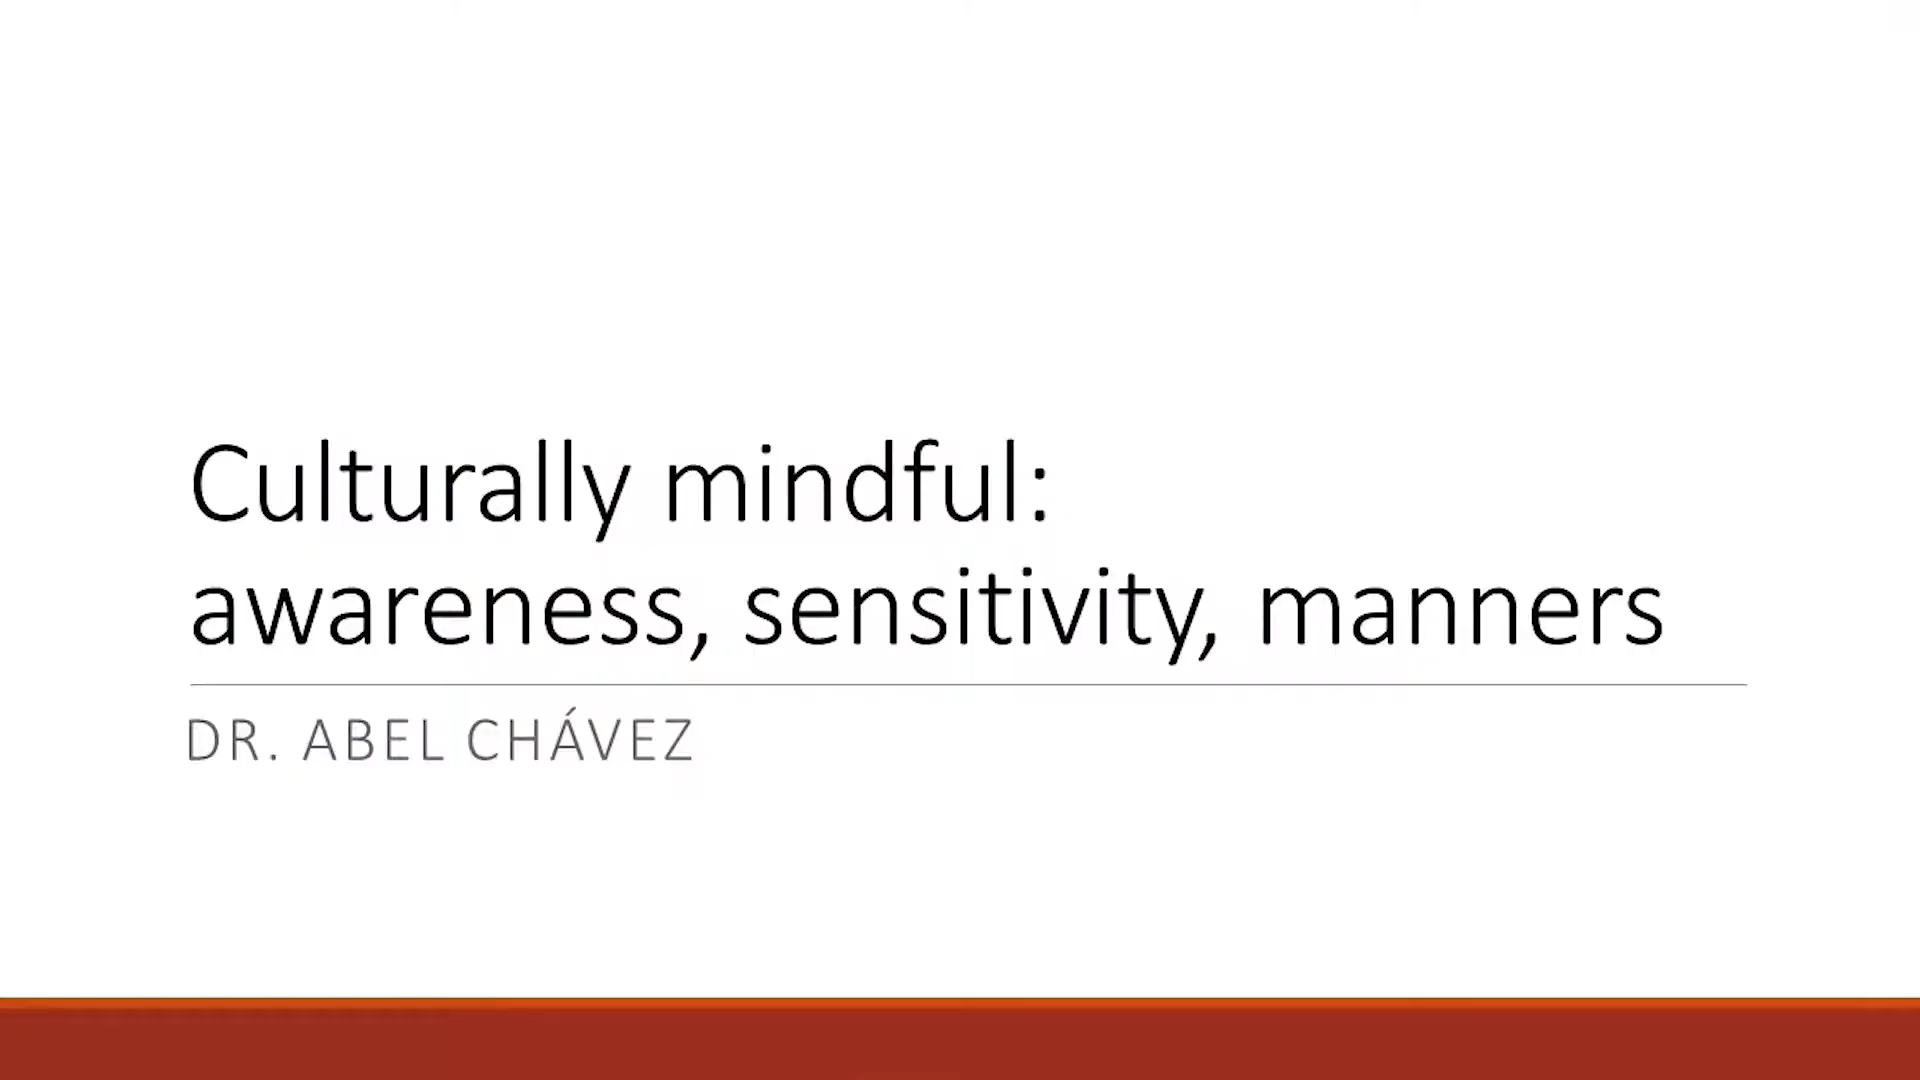 Culturally mindful:
awareness, sensitivity, manners
DR. ABEL CHÁVEZ